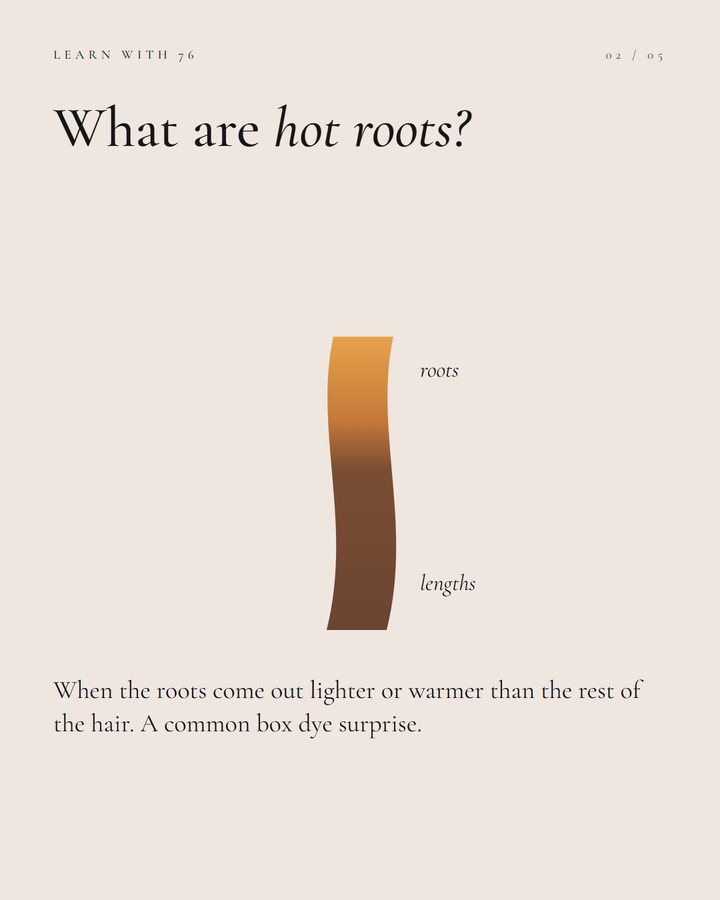 LEARN WITH 76
02 / 05
What are hot roots?
roots
lengths
When the roots come out lighter or warmer than the rest of
the hair. A common box dye surprise.